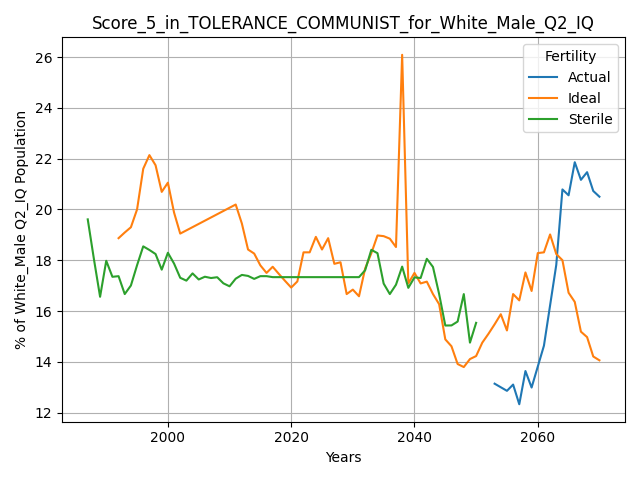 Score_5_in_TOLERANCE_COMMUNIST_for_White_Male_Q2_IQ
% of White_Male Q2_IQ Population
26
24
22
20
18
16
14
12
Fertility
Actual
Ideal
Sterile
2000
2020
2040
2060
Years